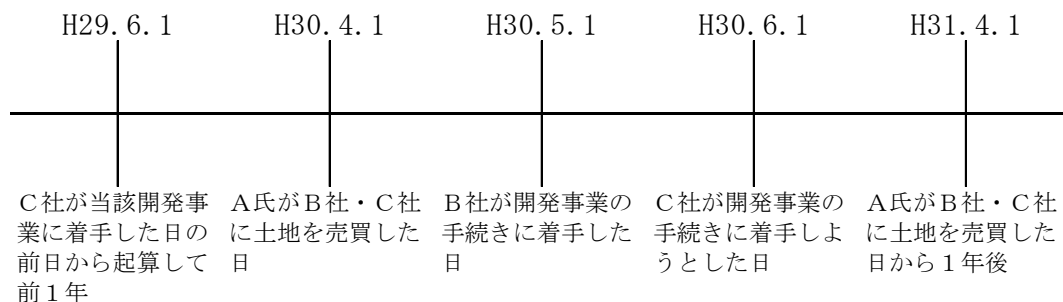 H29.6.1 H30.4.1 H30.5.1 H30.6.1 H31.4.1
C社が当該開発事
業に着手した日の
前日から起算して
前1年
A氏がB社・C社
に土地を売買した
日
B社が開発事業の
手続きに着手した
日
C社が開発事業の
手続きに着手しよ
うとした日
A氏がB社・C社
に土地を売買した
日から1年後